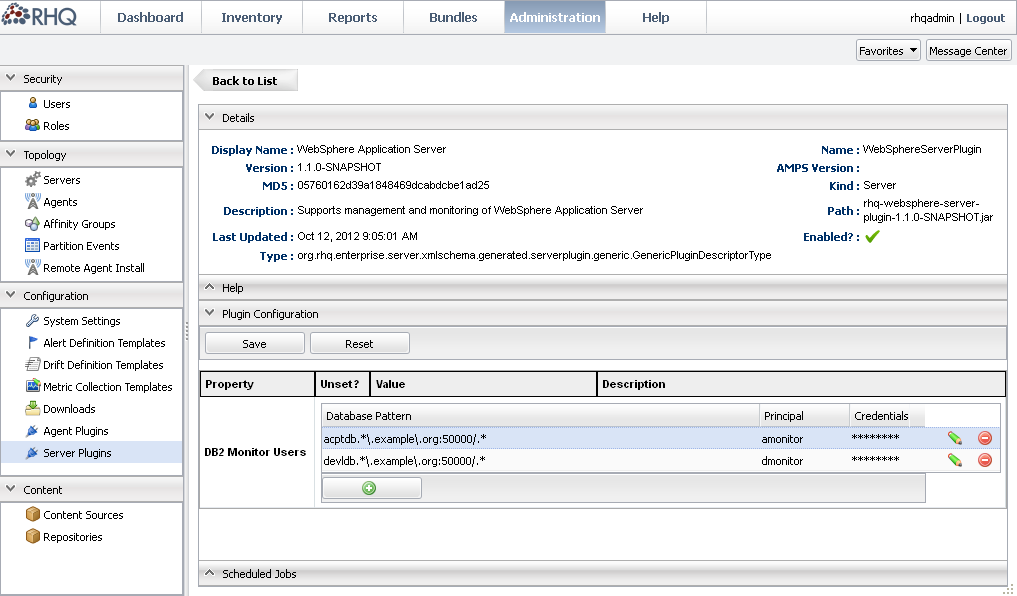 RHQ
Dashboard Inventory Reports Bundles Administration Help rhqadmin | Logout
Favorites Message Center
Security
Users
Roles
Topology
Servers
Agents
Affinity Groups
Partition Events
Remote Agent Install
Configuration
System Settings
Alert Definition Templates
Drift Definition Templates
Metric Collection Templates
Downloads
Agent Plugins
Server Plugins
Content
Content Sources
Repositories
Back to List
Details
Display Name : WebSphere Application Server Name : WebSphereServerPlugin
Version : 1.1.0-SNAPSHOT AMPS Version :
MD5 : 05760162d39a1848469dcabdcbe1ad25 Kind : Server
Description : Supports management and monitoring of WebSphere Application Server Path : rhq-websphere-server-
plugin-1.1.0-SNAPSHOT.jar
Last Updated : Oct 12, 2012 9:05:01 AM Enabled? :
Type : org.rhq.enterprise.server.xmlschema.generated.serverplugin.generic.GenericPluginDescriptorType
Help
Plugin Configuration
Save Reset
Property Unset? Value Description
DB2 Monitor Users
Database Pattern Principal Credentials
acptdb.*\.example\.org:50000/.* amonitor ********
devldb.*\.example\.org:50000/.* dmonitor ********
Scheduled Jobs